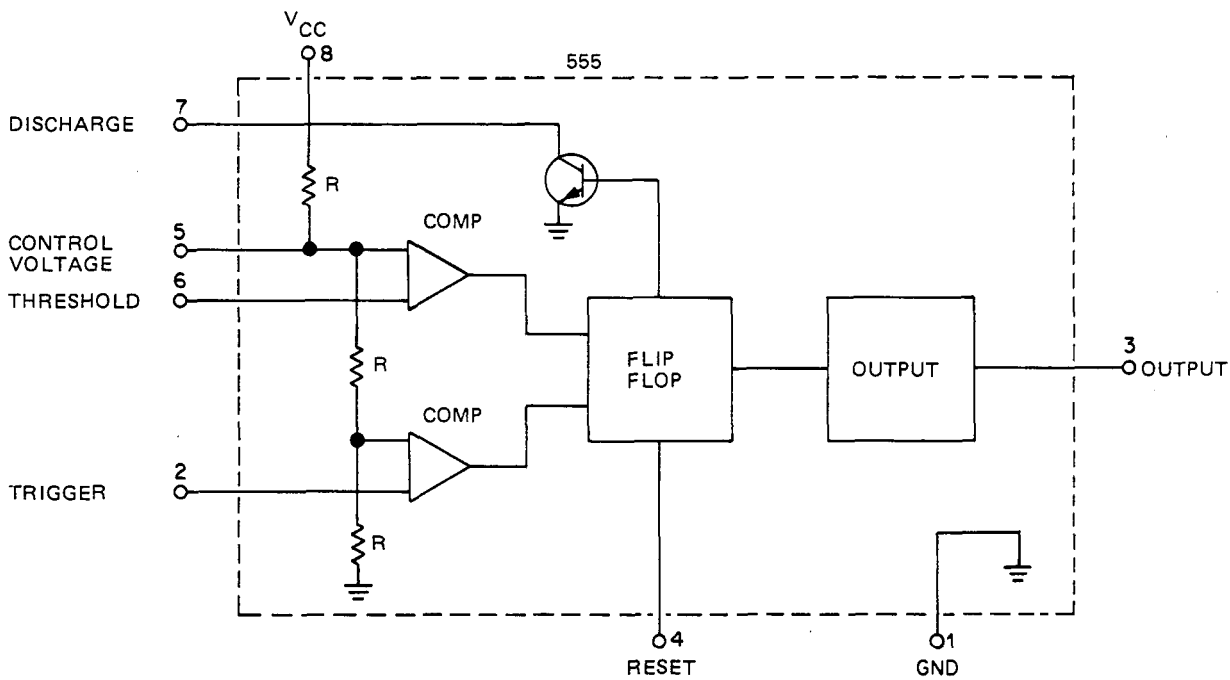 VCC
8
555
7
DISCHARGE
R
COMP
5
CONTROL
VOLTAGE
6
THRESHOLD
R
FLIP
FLOP
OUTPUT
3
OUTPUT
COMP
2
TRIGGER
R
4
RESET
1
GND